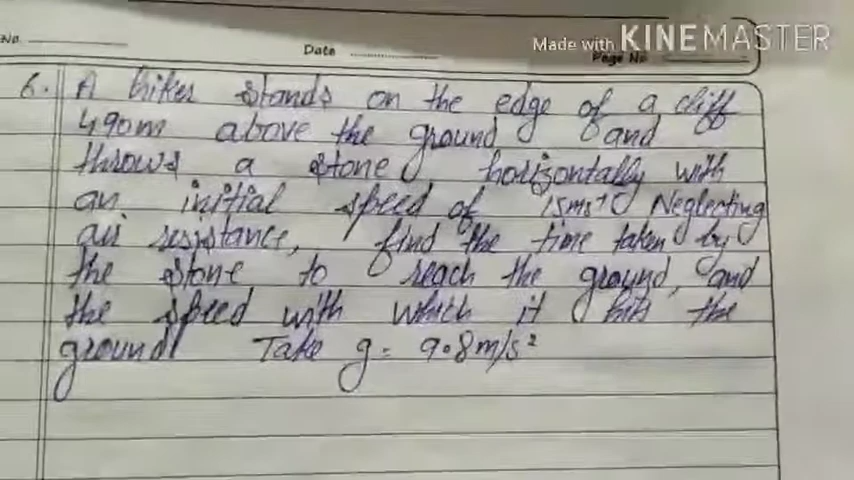 Made with KINEMASTER
No.
Date
Page No
6. A hiker stands on the edge of a cliff
490m above the ground and
throws a stone horizontally with
an initial speed of 15ms⁻¹ Neglecting
air resistance, find the time taken by
the stone to reach the ground, and
the speed with which it hits the
ground Take g = 9.8m/s²